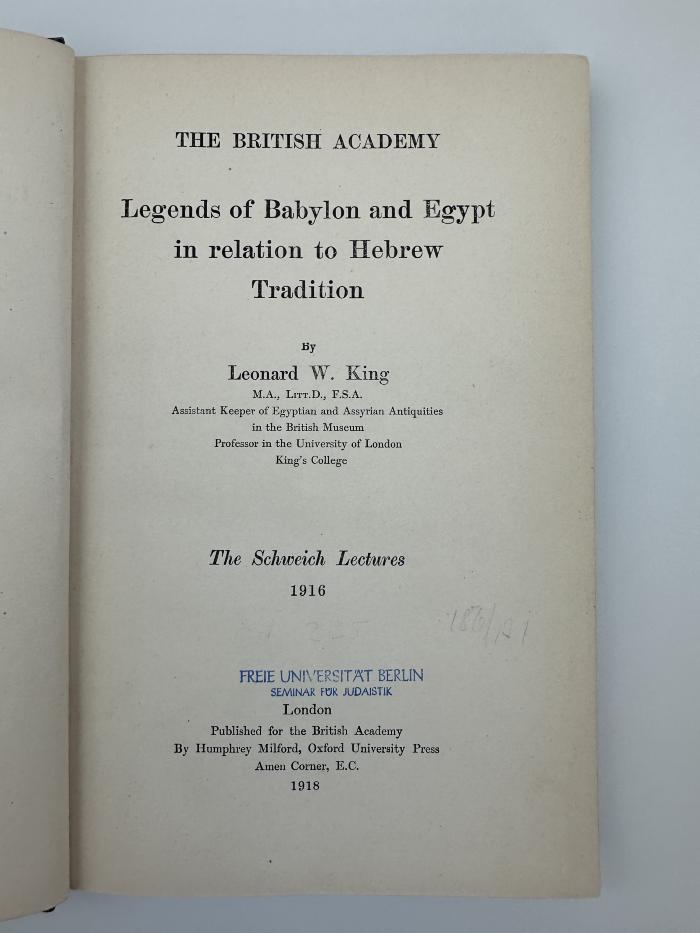 THE BRITISH ACADEMY
Legends of Babylon and Egypt
in relation to Hebrew
Tradition
By
Leonard W. King
M.A., LITT.D., F.S.A.
Assistant Keeper of Egyptian and Assyrian Antiquities
in the British Museum
Professor in the University of London
King's College
The Schweich Lectures
1916
FREIE UNIVERSITÄT BERLIN
SEMINAR FÜR JUDAISTIK
London
Published for the British Academy
By Humphrey Milford, Oxford University Press
Amen Corner, E.C.
1918